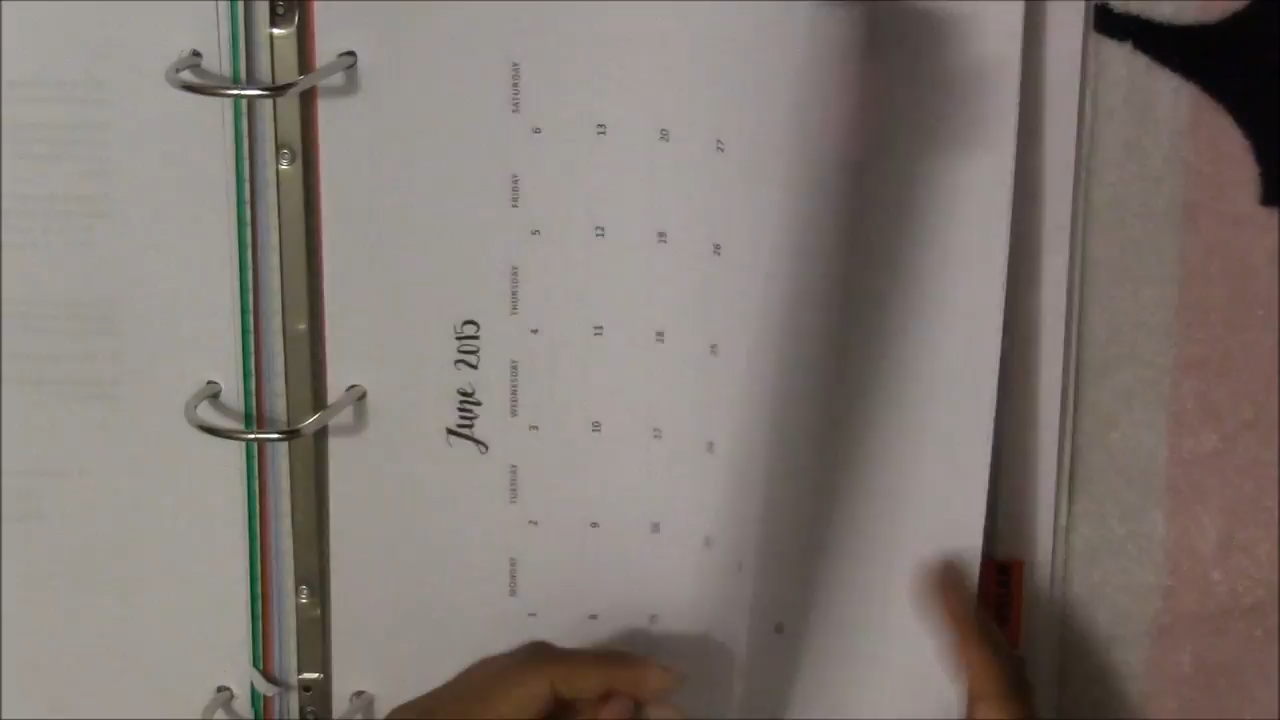 June 2015
MONDAY TUESDAY WEDNESDAY THURSDAY FRIDAY SATURDAY
1 2 3 4 5 6
8 9 10 11 12 13
15 16 17 18 19 20
25 26 27